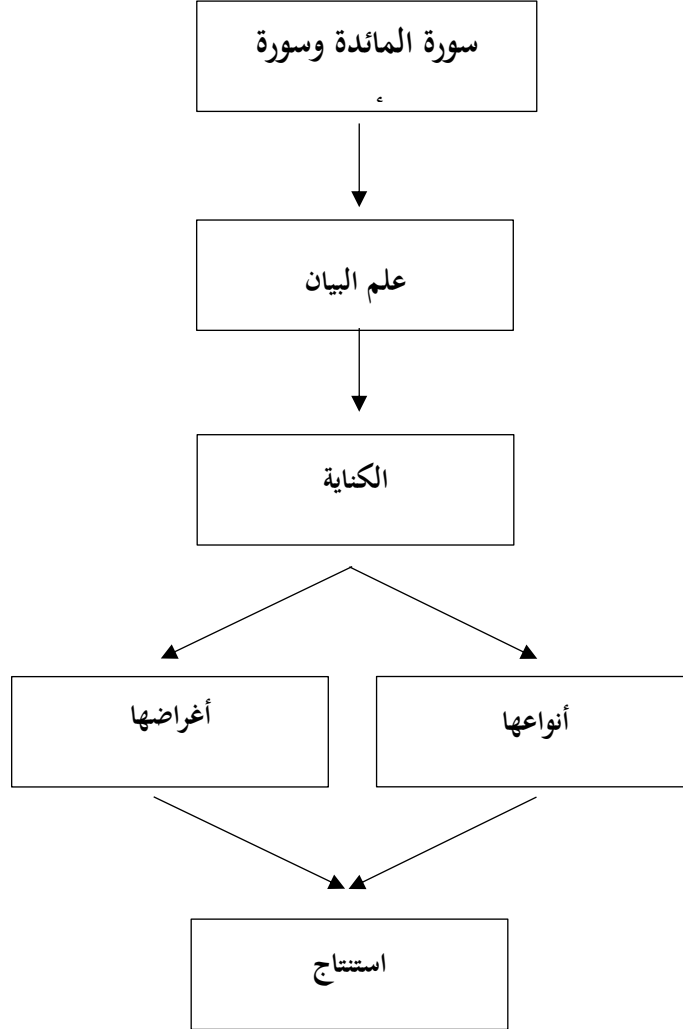 سورة المائدة وسورة
علم البيان
الكناية
أنواعها
أغراضها
استنتاج